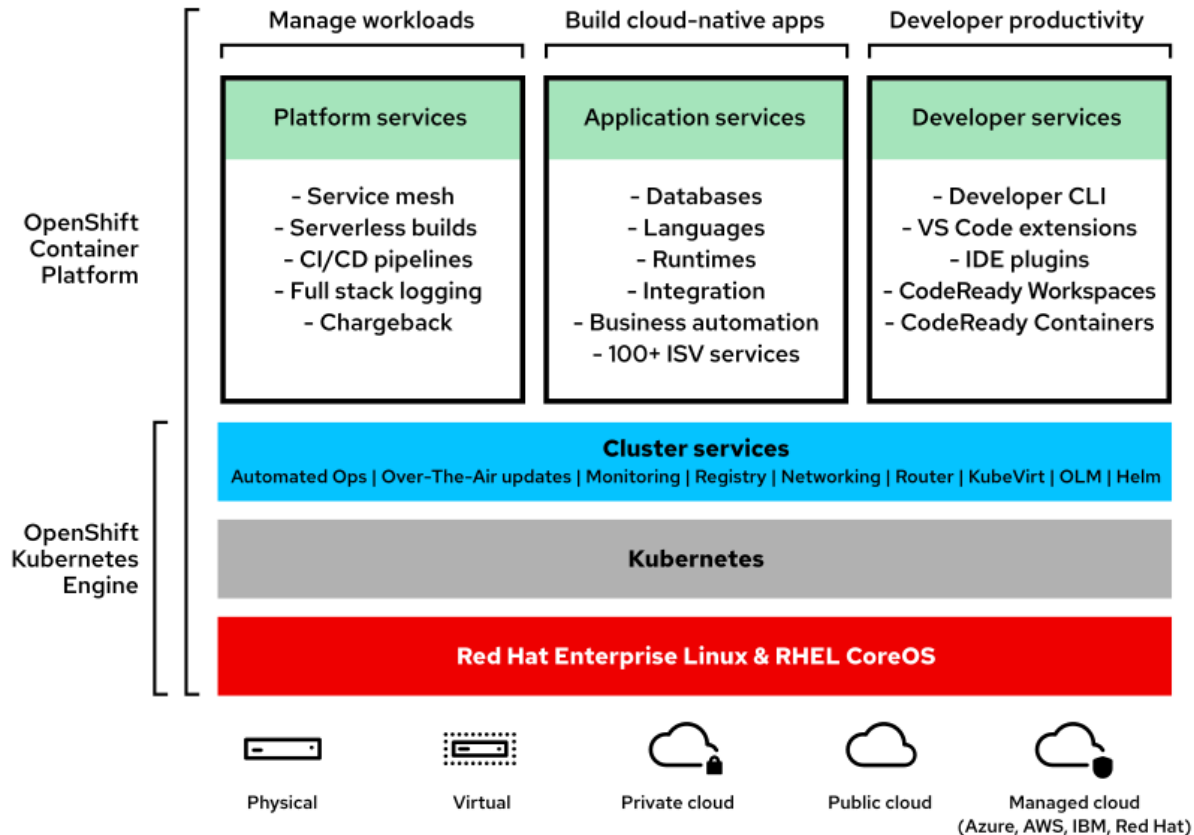 Manage workloads
Build cloud-native apps
Developer productivity
Platform services
- Service mesh
- Serverless builds
- CI/CD pipelines
- Full stack logging
- Chargeback
Application services
- Databases
- Languages
- Runtimes
- Integration
- Business automation
- 100+ ISV services
Developer services
- Developer CLI
- VS Code extensions
- IDE plugins
- CodeReady Workspaces
- CodeReady Containers
OpenShift
Container
Platform
Cluster services
Automated Ops | Over-The-Air updates | Monitoring | Registry | Networking | Router | KubeVirt | OLM | Helm
OpenShift
Kubernetes
Engine
Kubernetes
Red Hat Enterprise Linux & RHEL CoreOS
Physical
Virtual
Private cloud
Public cloud
Managed cloud
(Azure, AWS, IBM, Red Hat)